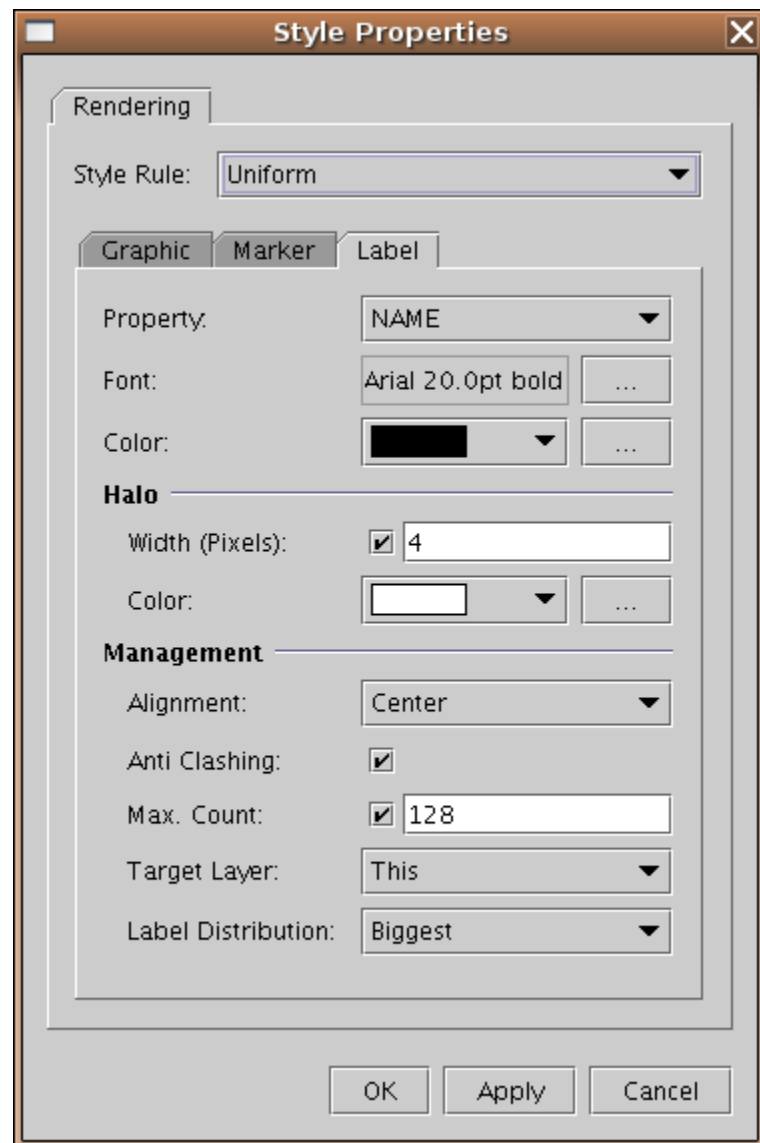 Style Properties
Rendering
Style Rule: Uniform
Graphic Marker Label
Property: NAME
Font: Arial 20.0pt bold ...
Color: ...
Halo
Width (Pixels): 4
Color: ...
Management
Alignment: Center
Anti Clashing:
Max. Count: 128
Target Layer: This
Label Distribution: Biggest
OK Apply Cancel